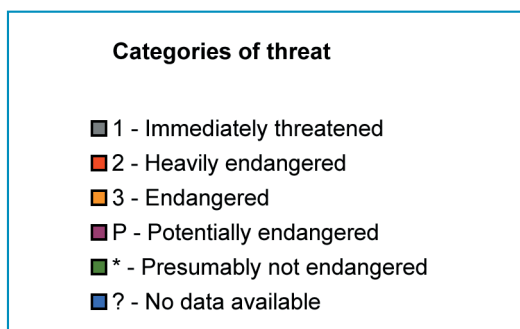 Categories of threat
1 - Immediately threatened
2 - Heavily endangered
3 - Endangered
P - Potentially endangered
* - Presumably not endangered
? - No data available